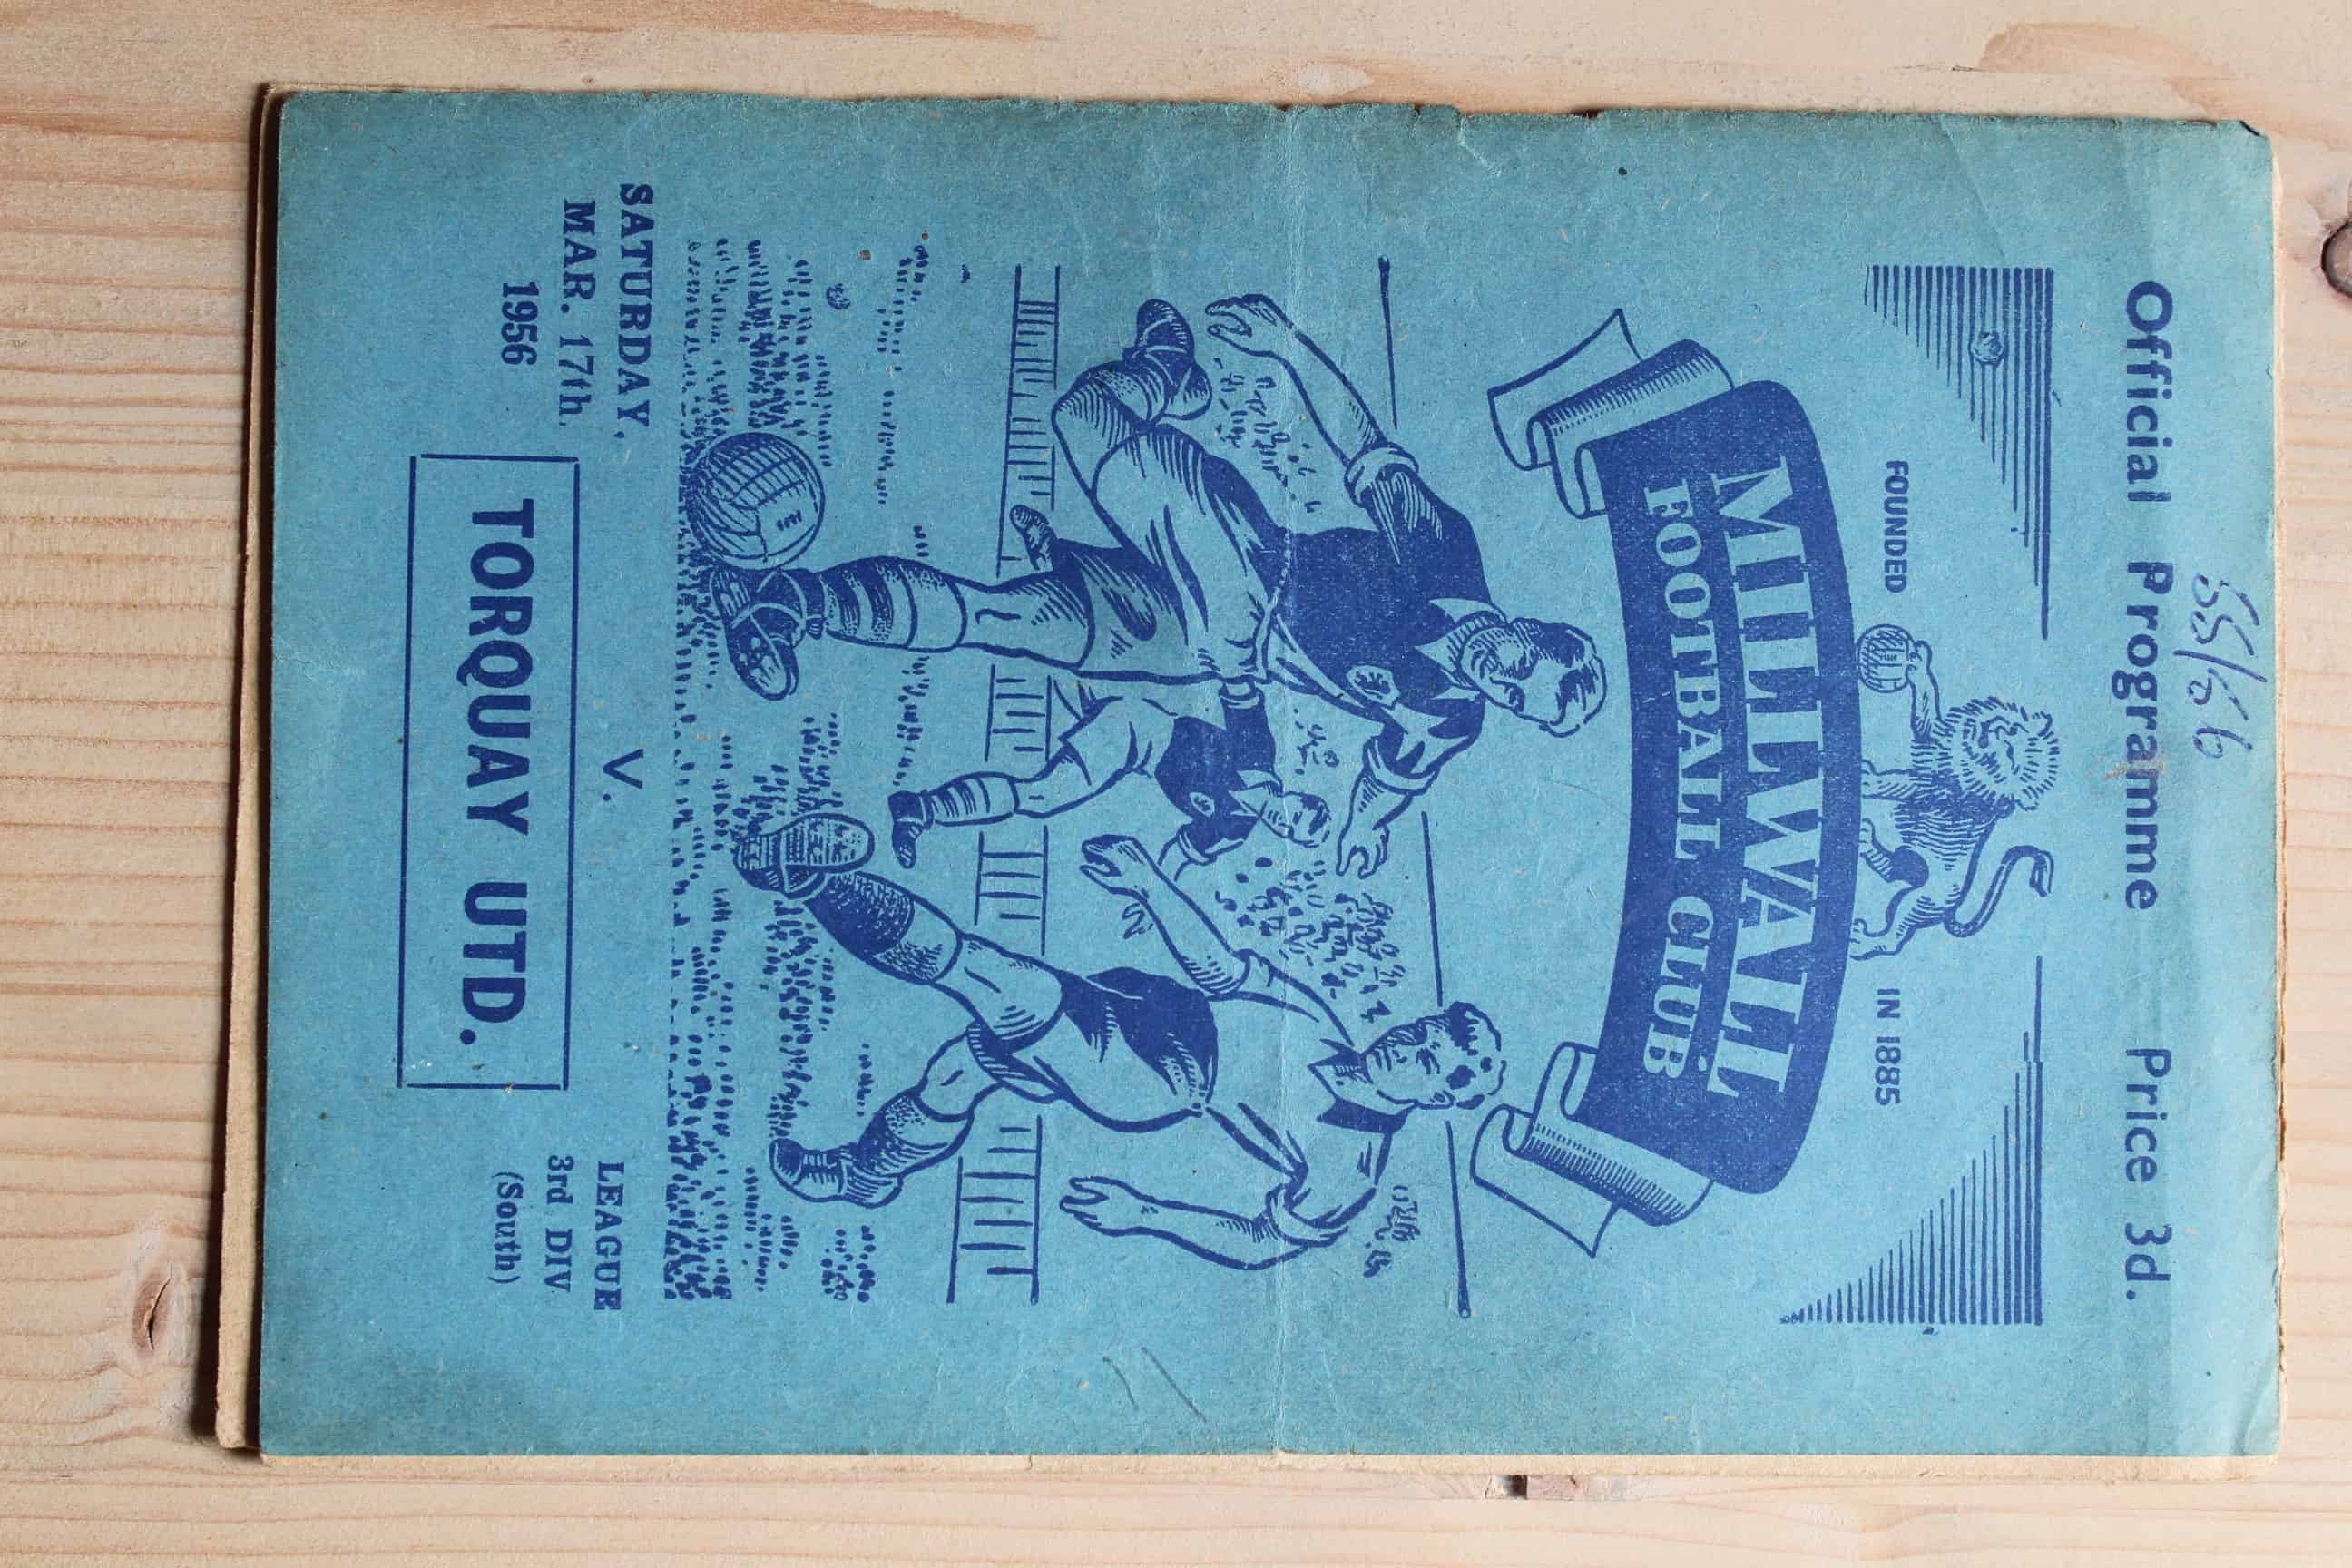 55/56
Official Programme Price 3d.
FOUNDED IN 1885
MILLWALL
FOOTBALL CLUB
SATURDAY,
MAR. 17th.
1956
V.
TORQUAY UTD.
LEAGUE
3rd DIV
(South)